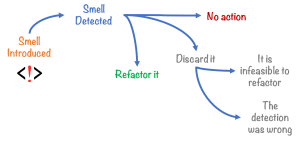 Smell
Detected
No action
Smell
Introduced
<!>
Refactor it
Discard it
It is
infeasible to
refactor
The
detection
was wrong